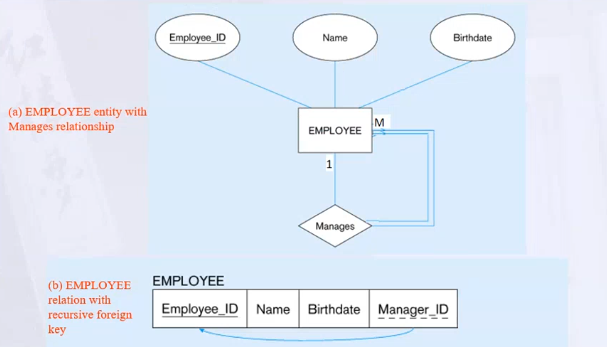 Employee_ID
Name
Birthdate
(a) EMPLOYEE entity with
Manages relationship
EMPLOYEE
M
1
Manages
(b) EMPLOYEE
relation with
recursive foreign
key
EMPLOYEE
Employee_ID Name Birthdate Manager_ID